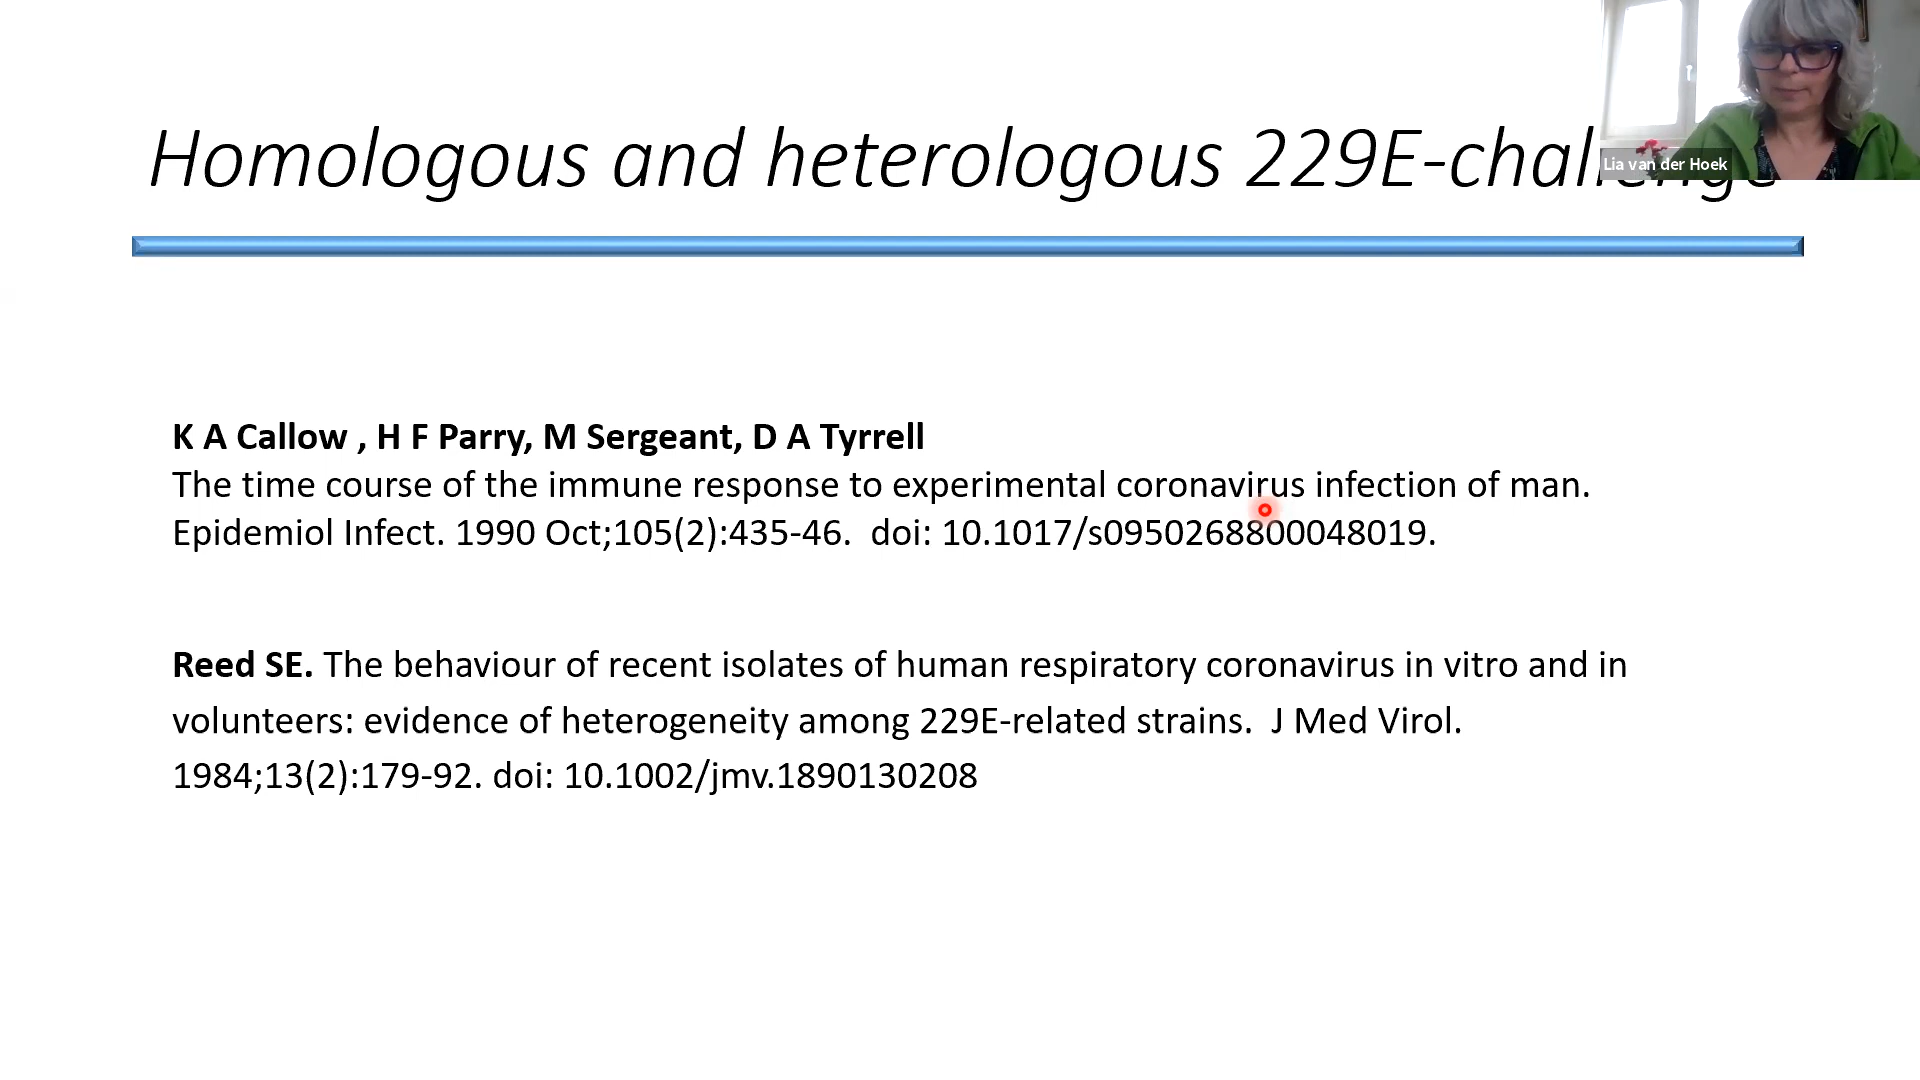 Homologous and heterologous 229E-challenge
Lia van der Hoek
K A Callow , H F Parry, M Sergeant, D A Tyrrell
The time course of the immune response to experimental coronavirus infection of man.
Epidemiol Infect. 1990 Oct;105(2):435-46.  doi: 10.1017/s0950268800048019.
Reed SE. The behaviour of recent isolates of human respiratory coronavirus in vitro and in
volunteers: evidence of heterogeneity among 229E-related strains.  J Med Virol.
1984;13(2):179-92. doi: 10.1002/jmv.1890130208